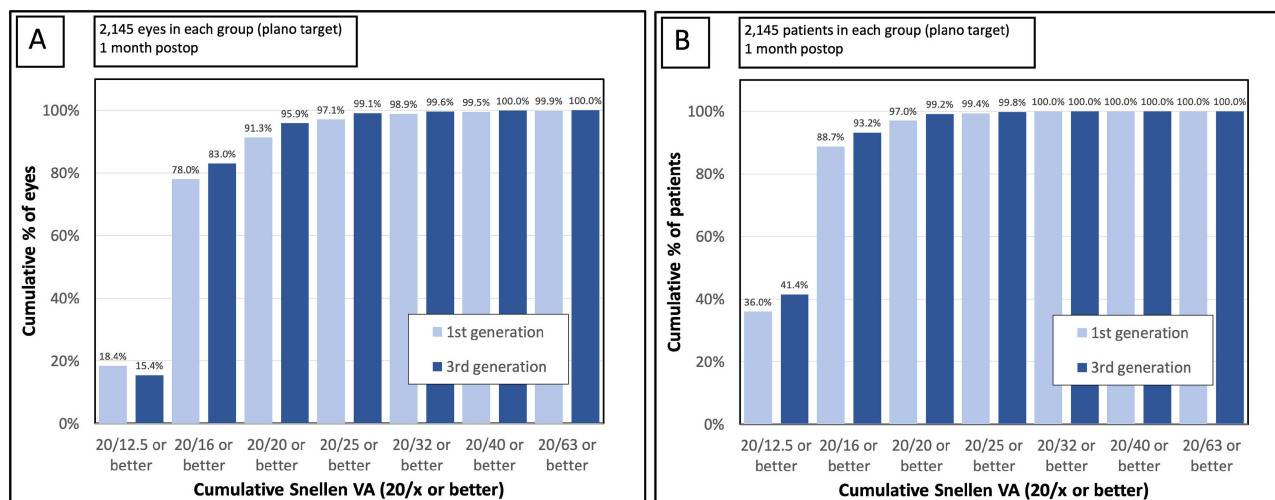 A
2,145 eyes in each group (plano target)
1 month postop
Cumulative % of eyes
100%
80%
60%
40%
20%
0%
18.4%
15.4%
78.0%
83.0%
91.3%
95.9%
97.1%
99.1%
98.9%
99.6%
99.5%
100.0%
99.9%
100.0%
1st generation
3rd generation
20/12.5 or better
20/16 or better
20/20 or better
20/25 or better
20/32 or better
20/40 or better
20/63 or better
Cumulative Snellen VA (20/x or better)
B
2,145 patients in each group (plano target)
1 month postop
Cumulative % of patients
100%
80%
60%
40%
20%
0%
36.0%
41.4%
88.7%
93.2%
97.0%
99.2%
99.4%
99.8%
100.0%
100.0%
100.0%
100.0%
100.0%
100.0%
1st generation
3rd generation
20/12.5 or better
20/16 or better
20/20 or better
20/25 or better
20/32 or better
20/40 or better
20/63 or better
Cumulative Snellen VA (20/x or better)